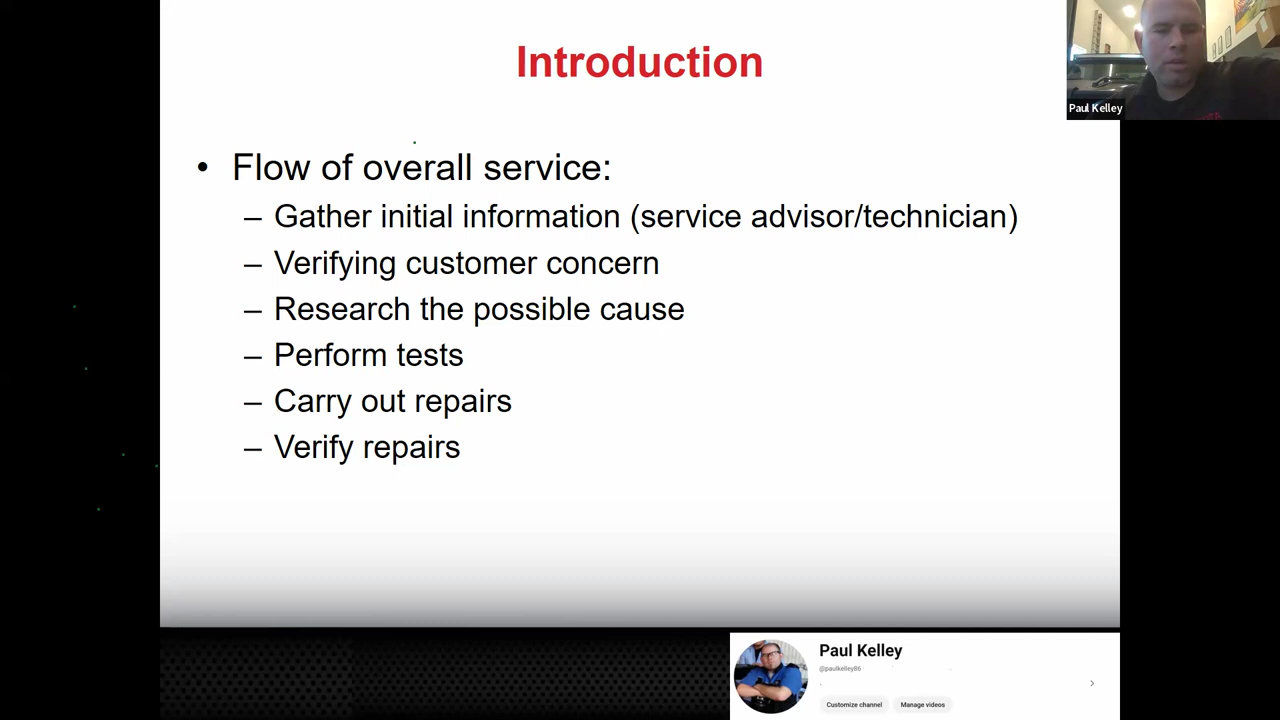 Introduction
Paul Kelley
• Flow of overall service:
– Gather initial information (service advisor/technician)
– Verifying customer concern
– Research the possible cause
– Perform tests
– Carry out repairs
– Verify repairs
Paul Kelley
@paulkelley86
Customize channel Manage videos